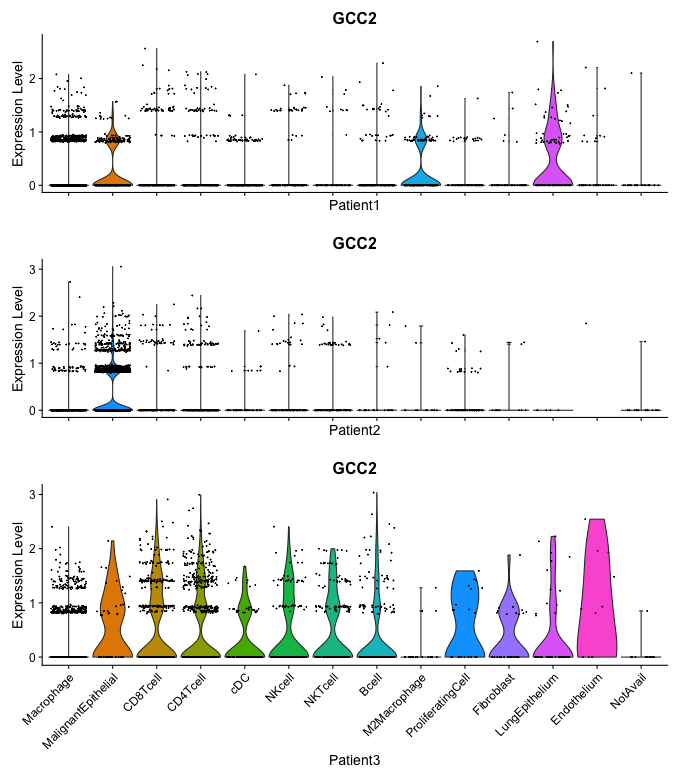 GCC2
Expression Level
2
1
0
Patient1
GCC2
Expression Level
3
2
1
0
Patient2
GCC2
Expression Level
3
2
1
0
Macrophage
MalignantEpithelial
CD8Tcell
CD4Tcell
cDC
NKcell
NKTcell
Bcell
M2Macrophage
ProliferatingCell
Fibroblast
LungEpithelium
Endothelium
NotAvail
Patient3